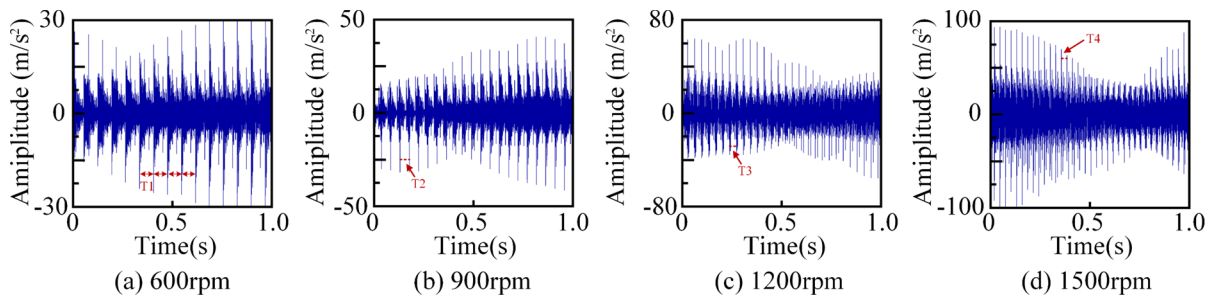 Amiplitude (m/s²)
30
0
-30
T1
0 0.5 1.0
Time(s)
(a) 600rpm
Amiplitude (m/s²)
50
0
-50
T2
0 0.5 1.0
Time(s)
(b) 900rpm
Amiplitude (m/s²)
80
0
-80
T3
0 0.5 1.0
Time(s)
(c) 1200rpm
Amiplitude (m/s²)
100
0
-100
T4
0 0.5 1.0
Time(s)
(d) 1500rpm